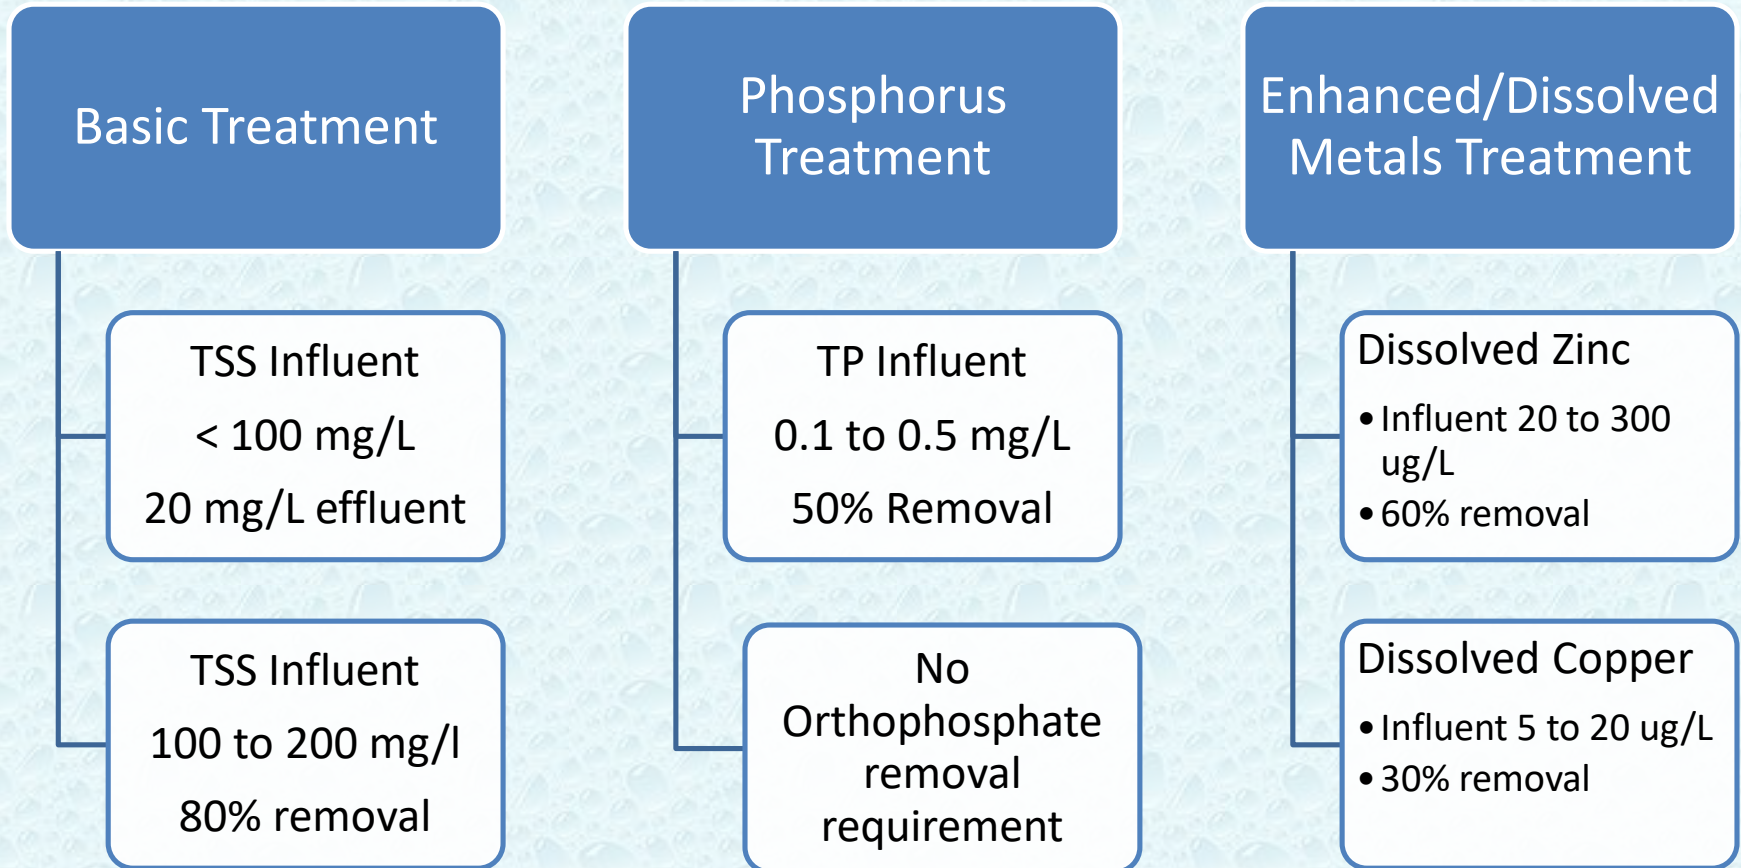 Basic Treatment
TSS Influent
< 100 mg/L
20 mg/L effluent
TSS Influent
100 to 200 mg/l
80% removal
Phosphorus
Treatment
TP Influent
0.1 to 0.5 mg/L
50% Removal
No
Orthophosphate
removal
requirement
Enhanced/Dissolved
Metals Treatment
Dissolved Zinc
•Influent 20 to 300
ug/L
•60% removal
Dissolved Copper
•Influent 5 to 20 ug/L
•30% removal